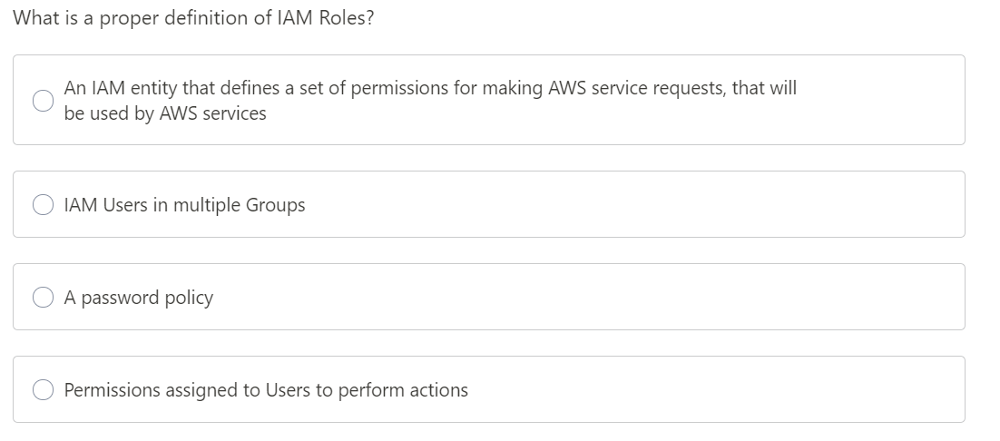 What is a proper definition of IAM Roles?
An IAM entity that defines a set of permissions for making AWS service requests, that will
be used by AWS services
IAM Users in multiple Groups
A password policy
Permissions assigned to Users to perform actions